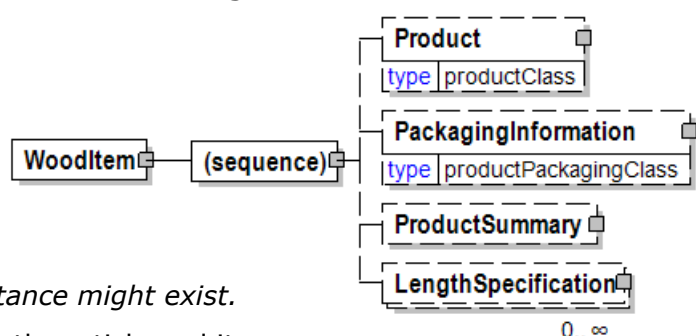 Product
type productClass
PackagingInformation
type productPackagingClass
WoodItem
(sequence)
ProductSummary
LengthSpecification
tance might exist.
0..∞